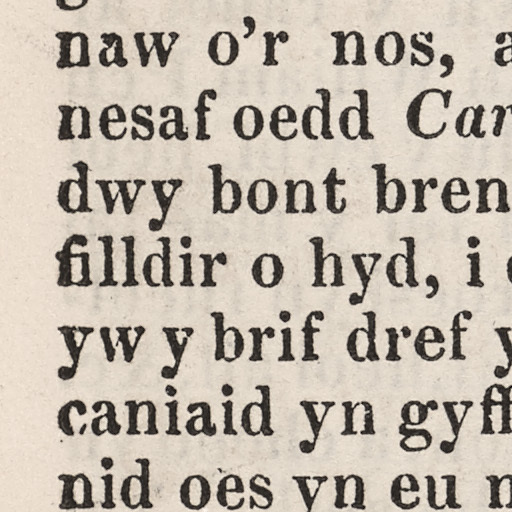 naw o'r nos, a
nesaf oedd Car
dwy bont bren
filldir o hyd, i
yw y brif dref y
caniaid yn gyff
nid oes yn eu